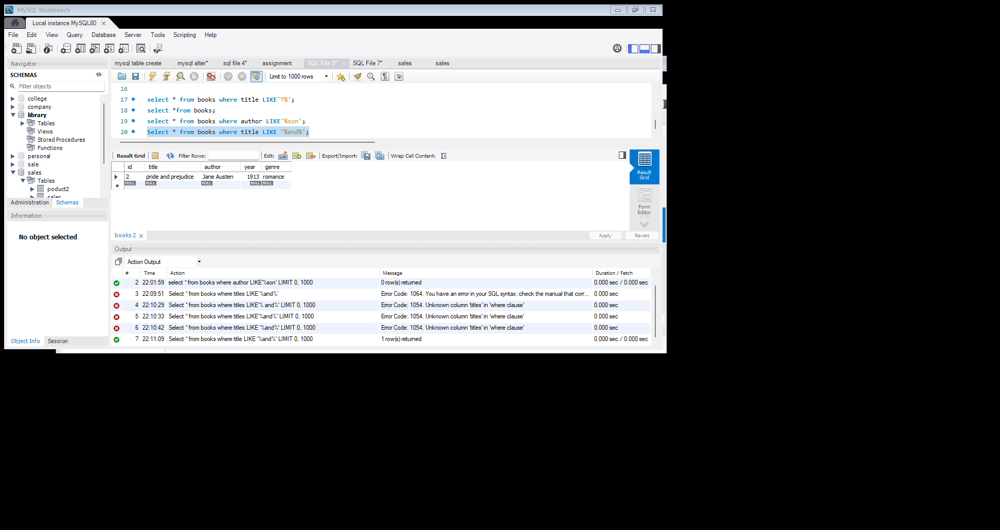 MySQL Workbench
Local instance MySQL80
File Edit View Query Database Server Tools Scripting Help
Navigator
SCHEMAS
Filter objects
college
company
library
Tables
Views
Stored Procedures
Functions
personal
sale
sales
Tables
poduct2
sales
Administration Schemas
Information
No object selected
Object Info Session
mysql table create mysql alter* sql file 4* assignment SQL File 9* SQL File 7* sales sales
Limit to 1000 rows
16
17 select * from books where title LIKE'T%';
18 select *from books;
19 select * from books where author LIKE'%son';
20 Select * from books where title LIKE '%and%';
Result Grid Filter Rows: Edit: Export/Import: Wrap Cell Content:
id title author year genre
2 pride and prejudice Jane Austen 1913 romance
NULL NULL NULL NULL NULL
Result Grid
Form Editor
books 2 Apply Revert
Output
Action Output
# Time Action Message Duration / Fetch
2 22:01:59 select * from books where author LIKE'%son' LIMIT 0, 1000 0 row(s) returned 0.000 sec / 0.000 sec
3 22:09:51 Select * from books where titles LIKE'%and%' Error Code: 1064. You have an error in your SQL syntax; check the manual that corr... 0.000 sec
4 22:10:29 Select * from books where titles LIKE'% and%' LIMIT 0, 1000 Error Code: 1054. Unknown column 'titles' in 'where clause' 0.000 sec
5 22:10:33 Select * from books where titles LIKE'%and%' LIMIT 0, 1000 Error Code: 1054. Unknown column 'titles' in 'where clause' 0.000 sec
6 22:10:42 Select * from books where titles LIKE '%and%' LIMIT 0, 1000 Error Code: 1054. Unknown column 'titles' in 'where clause' 0.000 sec
7 22:11:09 Select * from books where title LIKE '%and%' LIMIT 0, 1000 1 row(s) returned 0.000 sec / 0.000 sec